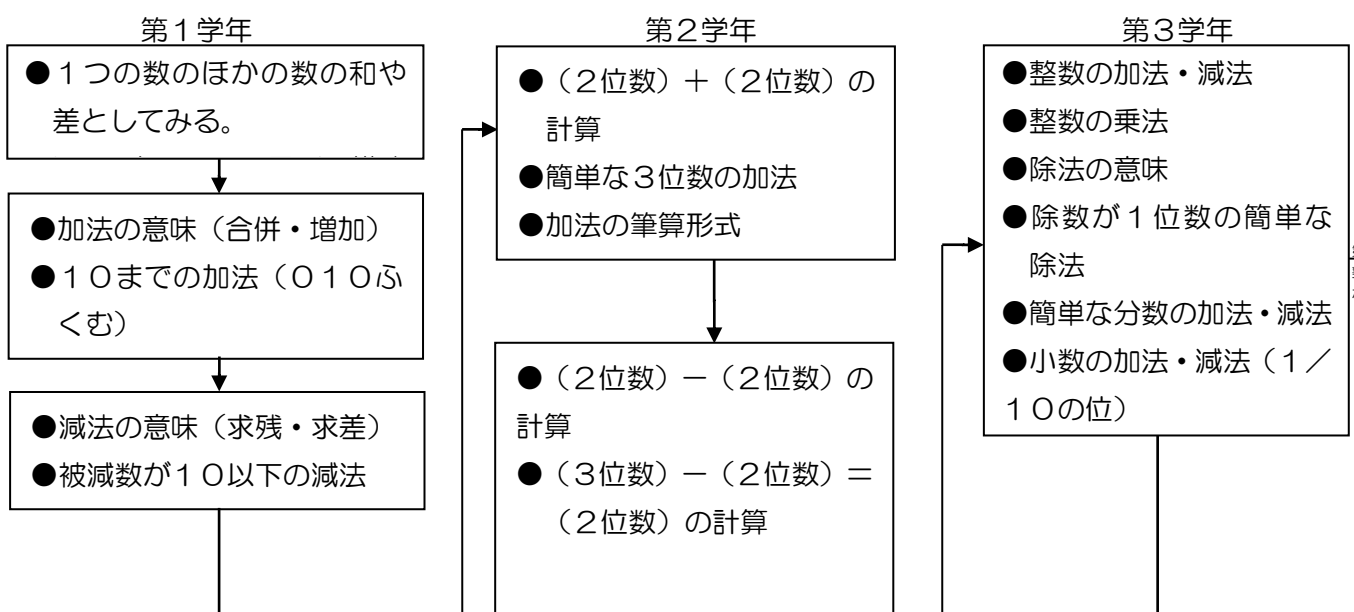 第１学年
●１つの数のほかの数の和や
差としてみる。
●加法の意味（合併・増加）
●１０までの加法（０１０ふ
くむ）
●減法の意味（求残・求差）
●被減数が１０以下の減法
第２学年
●（２位数）＋（２位数）の
計算
●簡単な３位数の加法
●加法の筆算形式
●（２位数）－（２位数）の
計算
●（３位数）－（２位数）＝
（２位数）の計算
第３学年
●整数の加法・減法
●整数の乗法
●除法の意味
●除数が１位数の簡単な
除法
●簡単な分数の加法・減法
●小数の加法・減法（１／
１０の位）